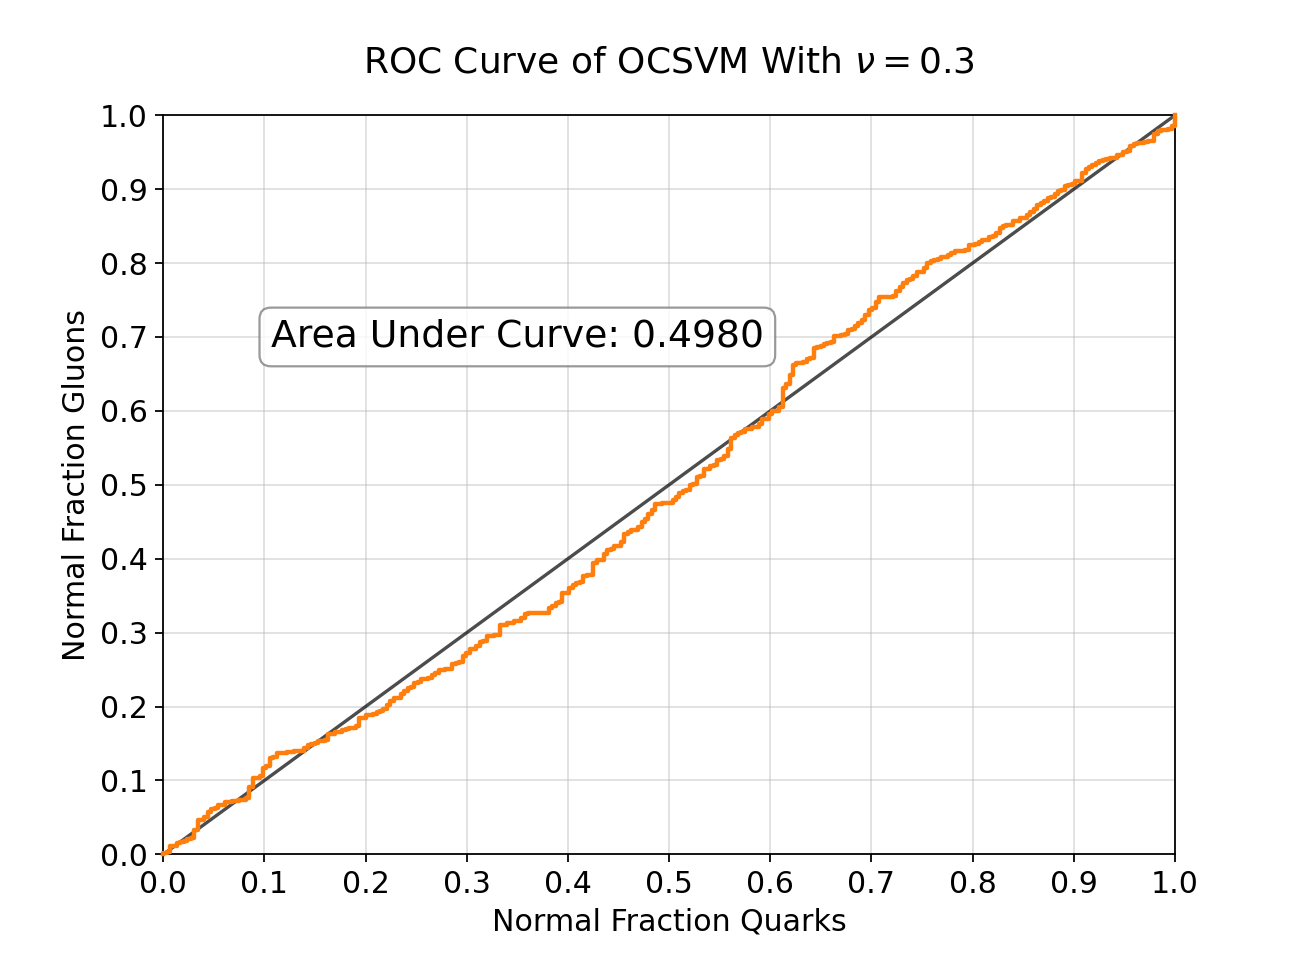 ROC Curve of OCSVM With ν = 0.3
1.0
0.9
0.8
0.7
0.6
0.5
0.4
0.3
0.2
0.1
0.0
Normal Fraction Gluons
Area Under Curve: 0.4980
0.0 0.1 0.2 0.3 0.4 0.5 0.6 0.7 0.8 0.9 1.0
Normal Fraction Quarks